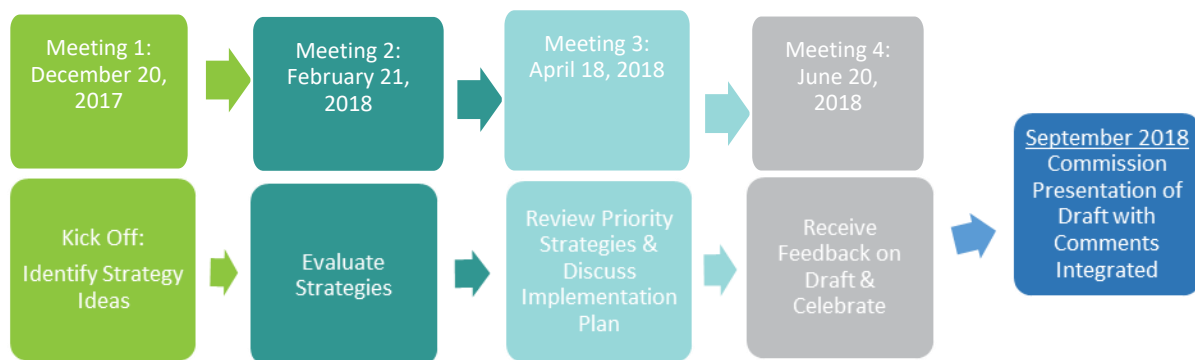 Meeting 1:
December 20,
2017
Meeting 2:
February 21,
2018
Meeting 3:
April 18, 2018
Meeting 4:
June 20,
2018
Kick Off:
Identify Strategy
Ideas
Evaluate
Strategies
Review Priority
Strategies &
Discuss
Implementation
Plan
Receive
Feedback on
Draft &
Celebrate
September 2018
Commission
Presentation of
Draft with
Comments
Integrated